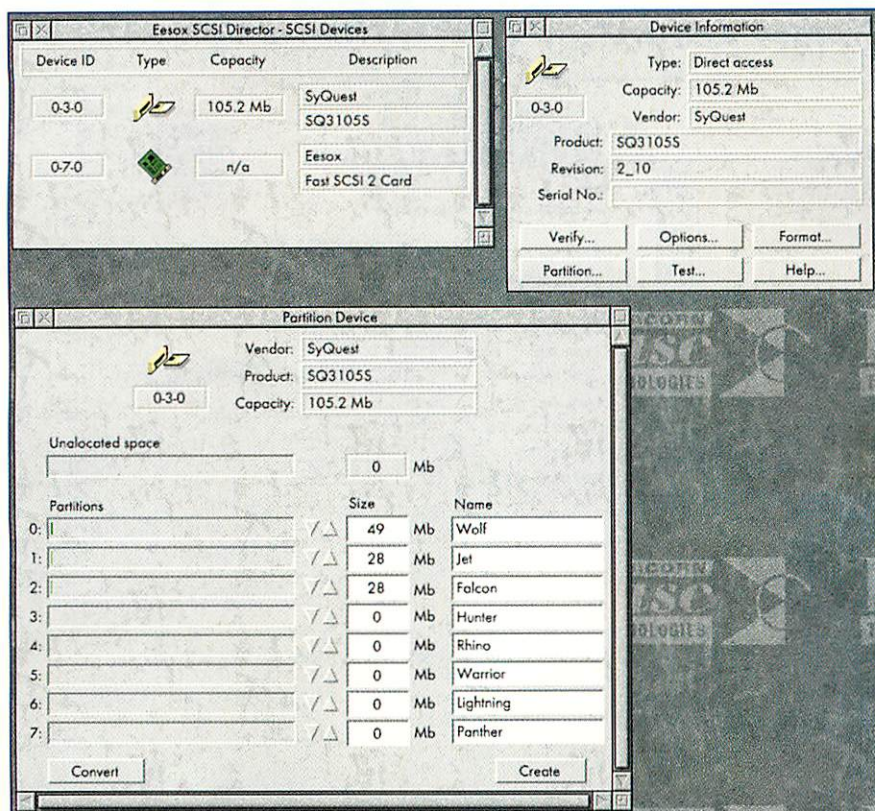 Eesox SCSI Director - SCSI Devices
Device ID Type Capacity Description
0-3-0 105.2 Mb SyQuest
SQ3105S
0-7-0 n/a Eesox
Fast SCSI 2 Card
Device Information
Type: Direct access
Capacity: 105.2 Mb
0-3-0
Vendor: SyQuest
Product: SQ3105S
Revision: 2_10
Serial No.:
Verify... Options... Format...
Partition... Test... Help...
Partition Device
Vendor: SyQuest
Product: SQ3105S
0-3-0
Capacity: 105.2 Mb
Unalocated space
0 Mb
Partitions Size Name
0: 49 Mb Wolf
1: 28 Mb Jet
2: 28 Mb Falcon
3: 0 Mb Hunter
4: 0 Mb Rhino
5: 0 Mb Warrior
6: 0 Mb Lightning
7: 0 Mb Panther
Convert Create